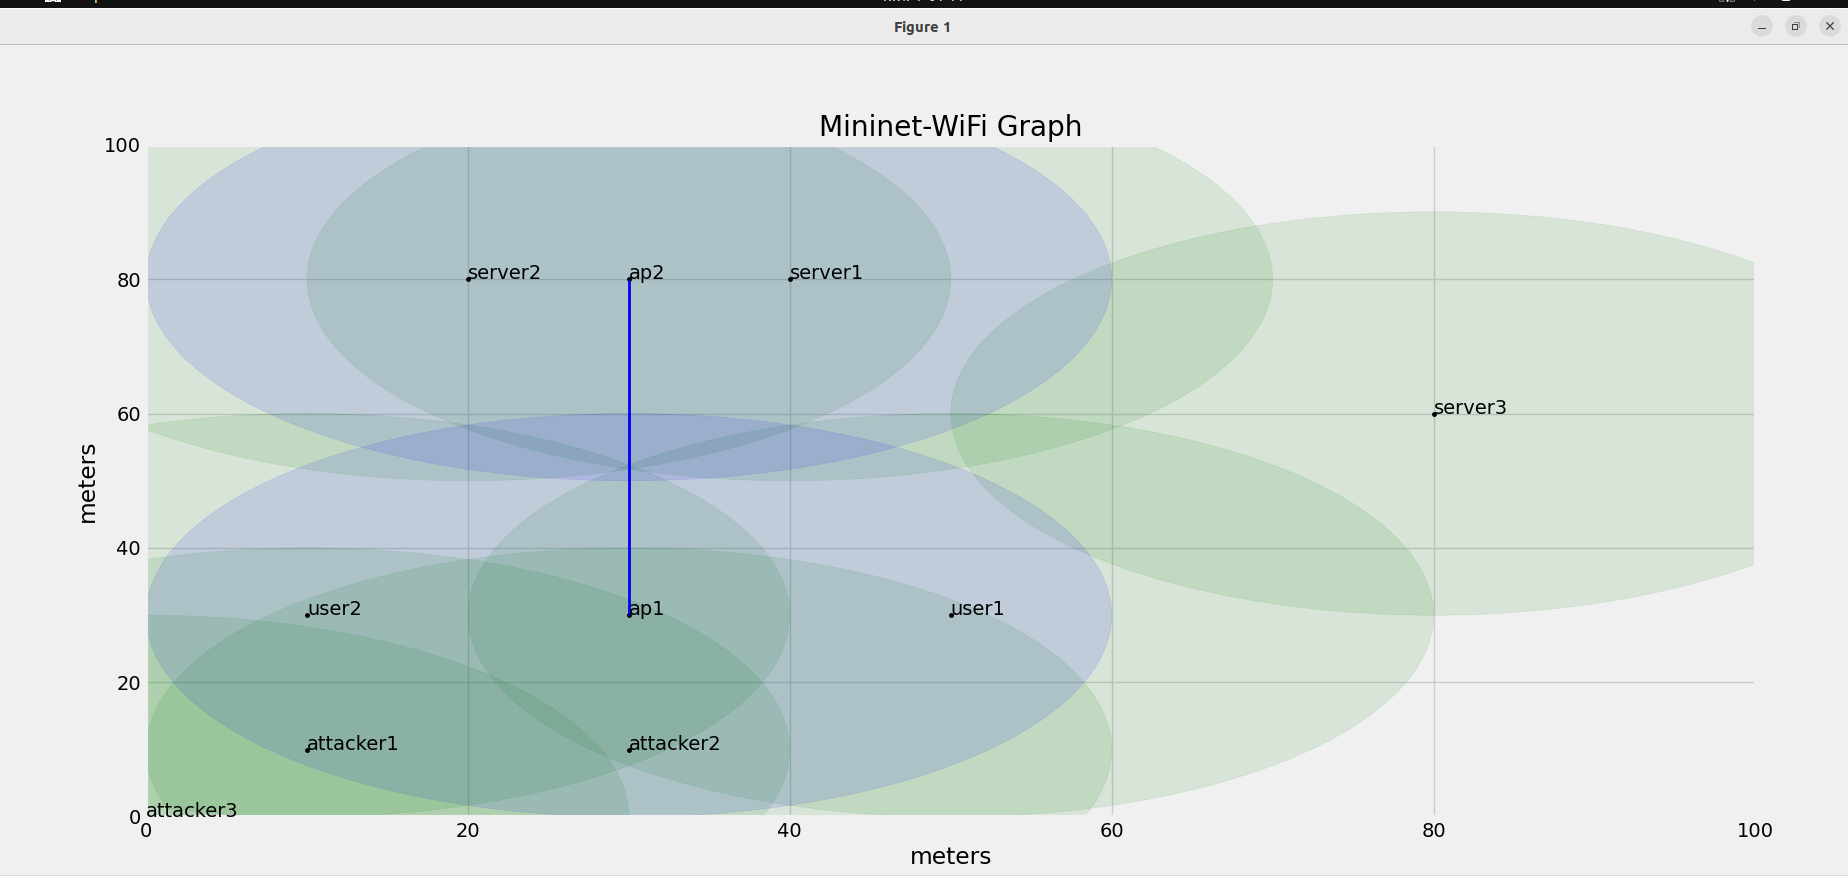 Figure 1
Mininet-WiFi Graph
100
80
60
40
20
0
meters
server2
ap2
server1
server3
user2
ap1
user1
attacker1
attacker2
attacker3
0
20
40
60
80
100
meters